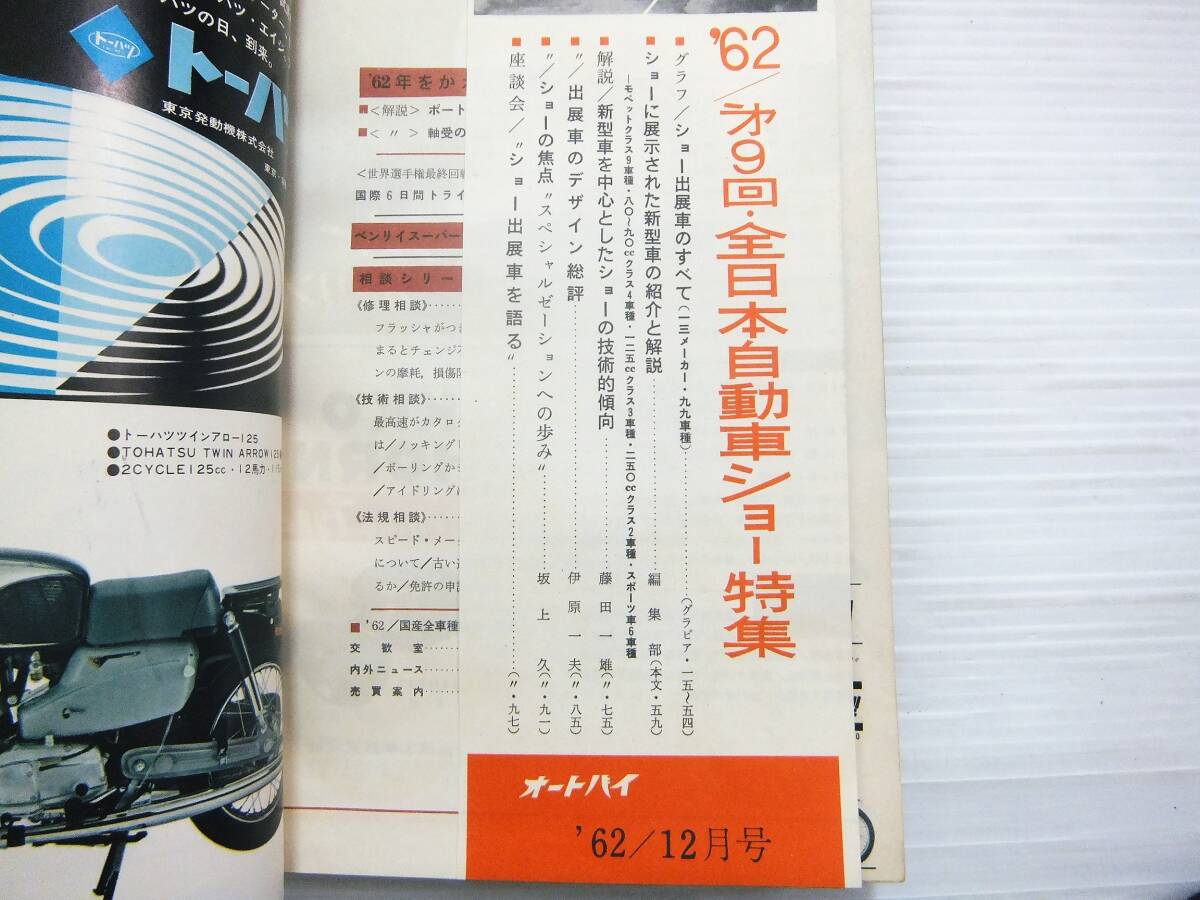 ハツ・エイジ
ハツの日、到来。
トーハツ
トーハ
東京発動機株式会社
●トーハツツインアロー125
●TOHATSU TWIN ARROW125
●2CYCLE125cc・12馬力・
'62年をか
■<解説> ポート
■<〃> 軸受の
<世界選手権最終回
国際6日間トライ
ベンリイスーパー
相談シリー
《修理相談》
フラッシャがつ
まるとチェンジ
ンの摩耗,損傷
《技術相談》
最高速がカタロ
は/ノッキング
/ボーリングか
/アイドリング
《法規相談》
スピード・メー
について/古い
るか/免許の申
■'62/国産全車種
交歓室
内外ニュース
売買案内
'62/才9回・全日本自動車ショー特集
■グラフ/ショー出展車のすべて(一三メーカー・九九車種)……(グラビア・一五〜五四)
■ショーに展示された新型車の紹介と解説……編集部(本文・五九)
―モペットクラス9車種・八〇〜九〇ccクラス4車種・一二五ccクラス3車種・二五〇ccクラス2車種・スポーツ車6車種
■解説/新型車を中心としたショーの技術的傾向……藤田一雄(〃・七五)
■〃/出展車のデザイン総評……伊原一夫(〃・八五)
■〃/ショーの焦点“スペシャルゼーションへの歩み”……坂上 久(〃・九一)
■座談会/“ショー出展車を語る”……(〃・九七)
オートバイ
'62/12月号